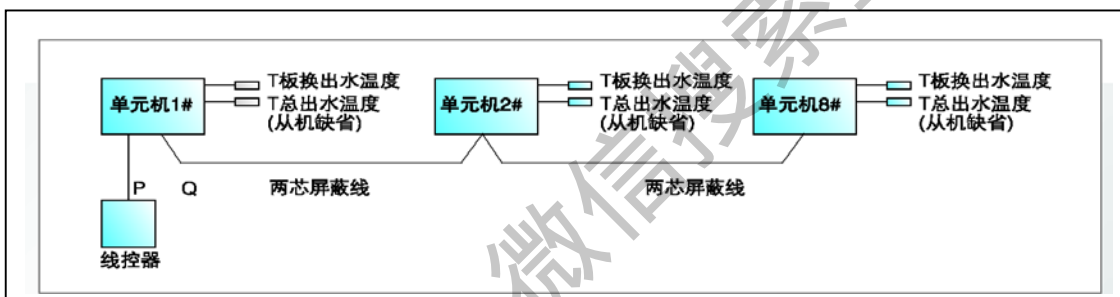 单元机1#
T板换出水温度
T总出水温度
(从机缺省)
单元机2#
T板换出水温度
T总出水温度
(从机缺省)
单元机8#
T板换出水温度
T总出水温度
(从机缺省)
P
Q
两芯屏蔽线
两芯屏蔽线
线控器
微信搜索